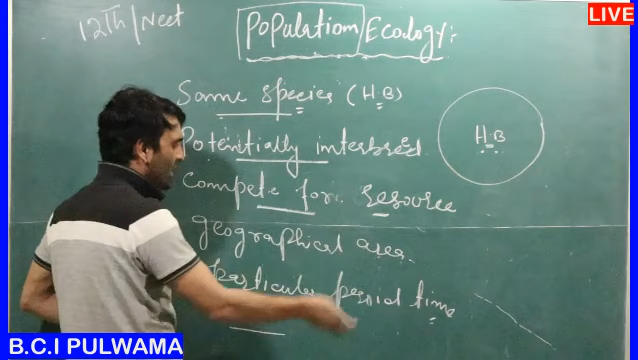 12Th/Neet
Population Ecology:-
LIVE
Same species (H.B)
Potentially interbreed.
Compete for resource
geographical area.
particular period time
H.B
B.C.I PULWAMA